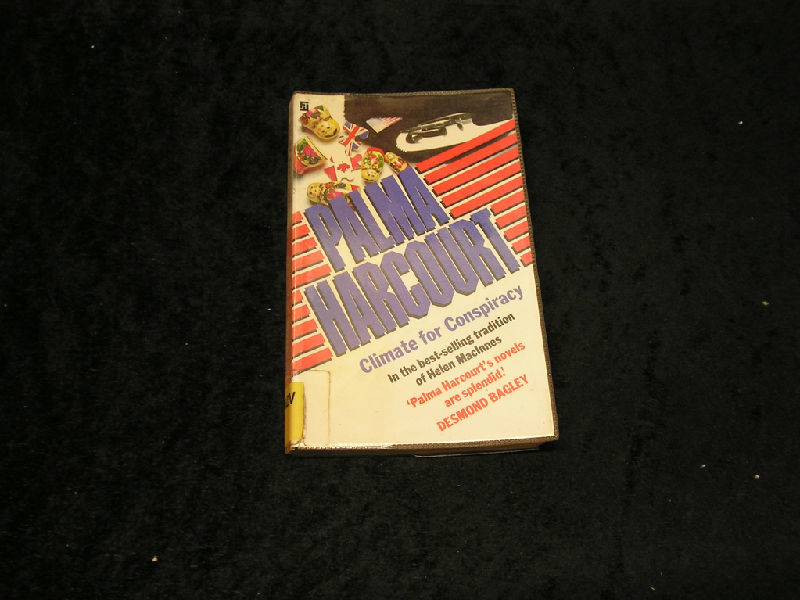 PALMA
HARCOURT
Climate for Conspiracy
In the best-selling tradition
of Helen MacInnes
'Palma Harcourt's novels
are splendid.'
DESMOND BAGLEY